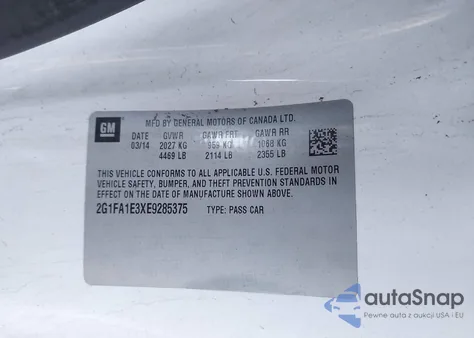 GM
MFD BY GENERAL MOTORS OF CANADA LTD.
DATE GVWR GAWR FRT GAWR RR
03/14 2027 KG 959 KG 1068 KG
4469 LB 2114 LB 2355 LB
THIS VEHICLE CONFORMS TO ALL APPLICABLE U.S. FEDERAL MOTOR
VEHICLE SAFETY, BUMPER, AND THEFT PREVENTION STANDARDS IN
EFFECT ON THE DATE OF MANUFACTURE SHOWN ABOVE.
2G1FA1E3XE9285375 TYPE: PASS CAR
autoSnap
Pewne auta z aukcji USA i EU